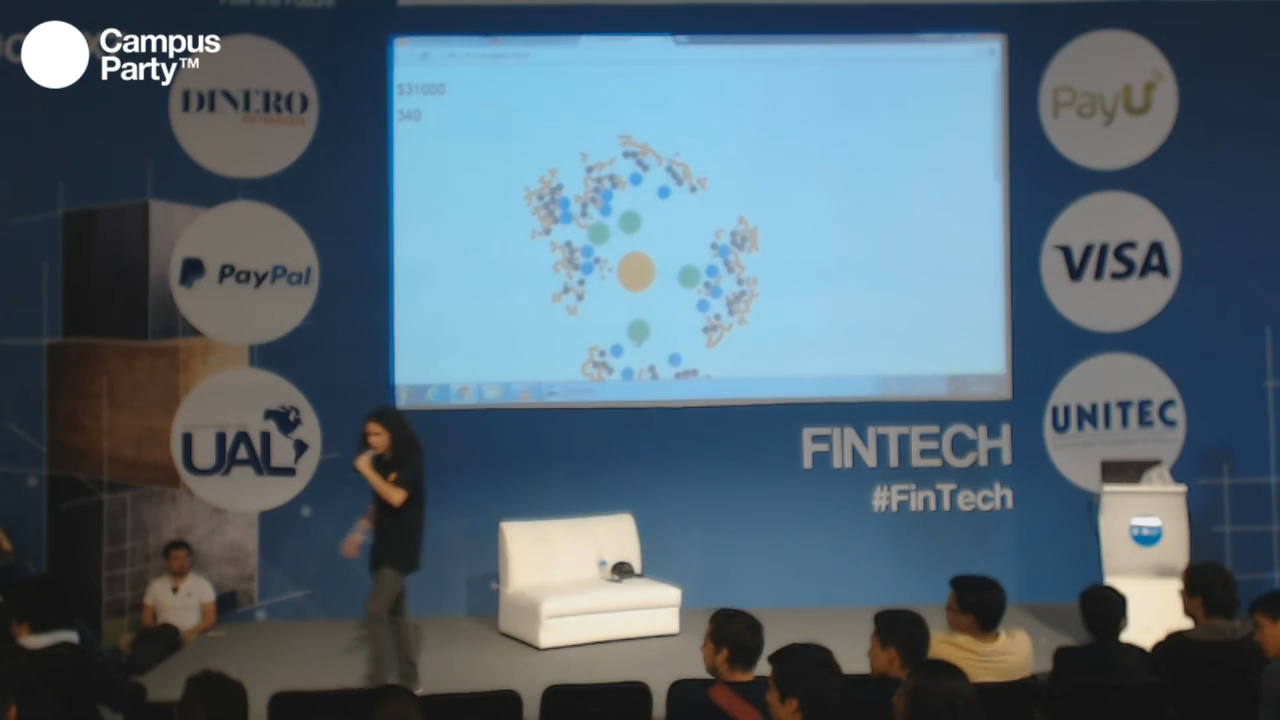 Campus
Party™
DINERO
PayPal
UAL
$31000
340
PayU
VISA
UNITEC
FINTECH
#FinTech